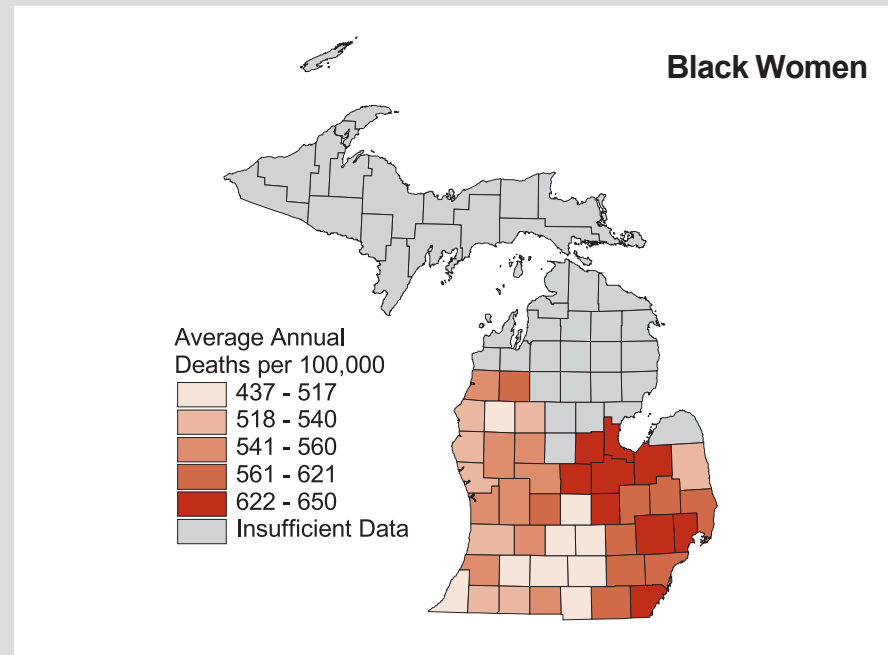 Black Women
Average Annual
Deaths per 100,000
437 - 517
518 - 540
541 - 560
561 - 621
622 - 650
Insufficient Data